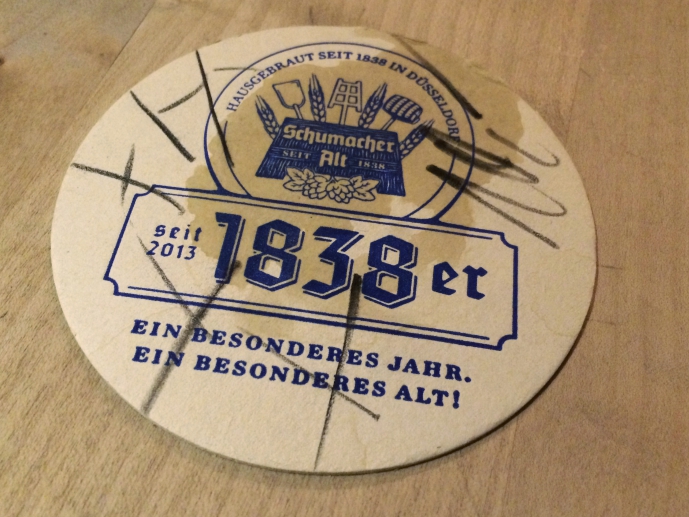 HAUSGEBRAUT SEIT 1838 IN DÜSSELDORF
Schumacher
SEIT Alt 1838
seit 2013 1838er
EIN BESONDERES JAHR.
EIN BESONDERES ALT!